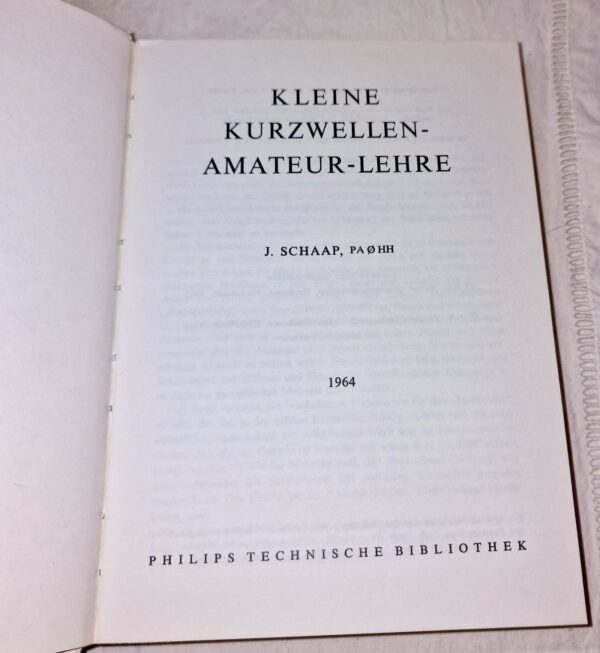 KLEINE
KURZWELLEN-
AMATEUR-LEHRE
J. SCHAAP, PAØHH
1964
PHILIPS TECHNISCHE BIBLIOTHEK